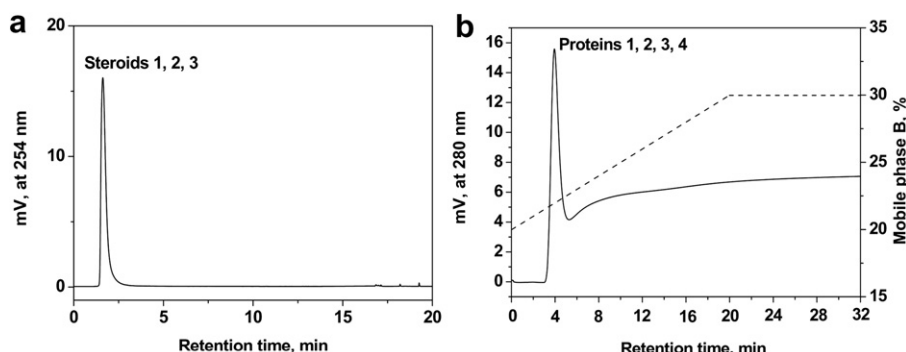 a
20
Steroids 1, 2, 3
10
0
mV, at 254 nm
0 5 10 15 20
Retention time, min
b
16
14
12
10
8
6
4
2
0
mV, at 280 nm
Proteins 1, 2, 3, 4
35
30
25
20
15
Mobile phase B, %
0 4 8 12 16 20 24 28 32
Retention time, min